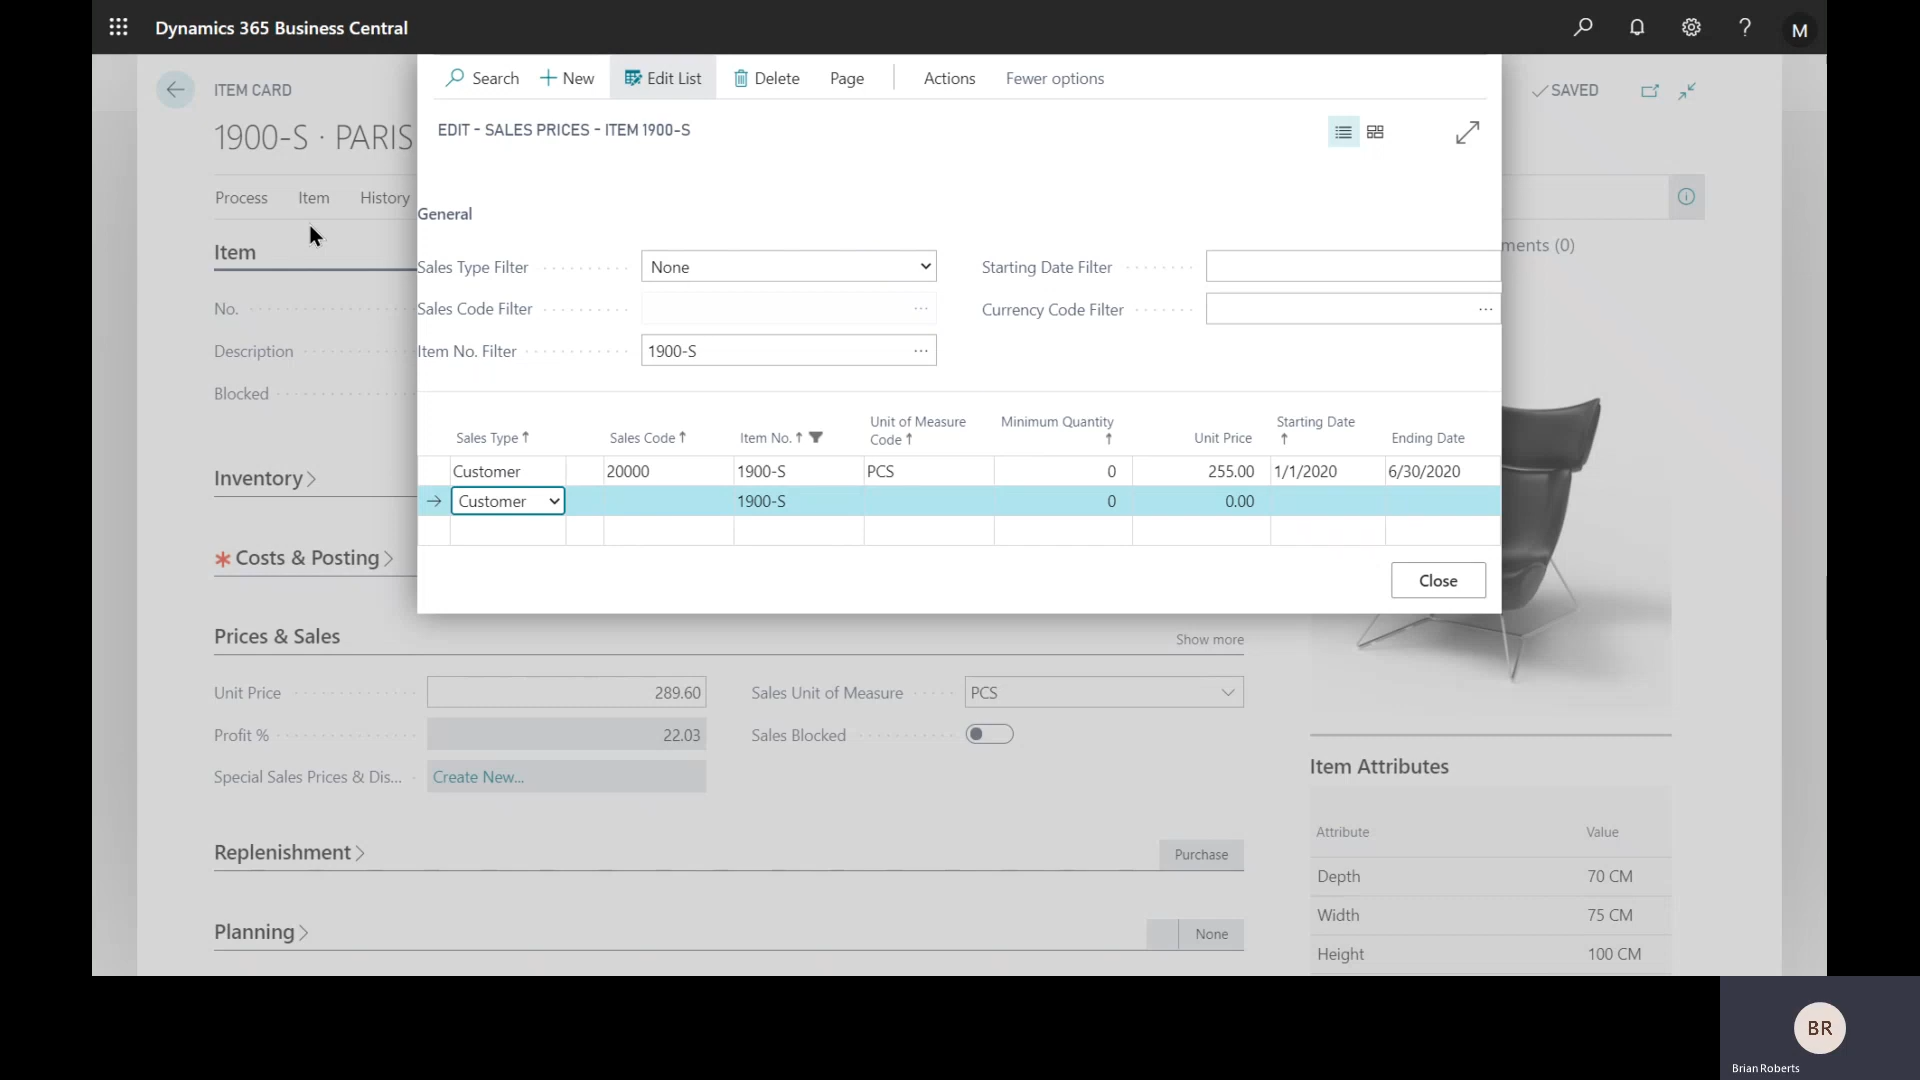 Dynamics 365 Business Central
M
Search
New
Edit List
Delete
Page
Actions
Fewer options
ITEM CARD
SAVED
EDIT - SALES PRICES - ITEM 1900-S
1900-S · PARIS
Process
Item
History
General
Item
ments (0)
Sales Type Filter
None
Starting Date Filter
No.
Sales Code Filter
Currency Code Filter
Description
Item No. Filter
1900-S
Blocked
Sales Type
Sales Code
Item No.
Unit of Measure Code
Minimum Quantity
Unit Price
Starting Date
Ending Date
Customer 20000 1900-S PCS 0 255.00 1/1/2020 6/30/2020
Inventory
Customer 1900-S 0 0.00
Costs & Posting
Close
Prices & Sales
Show more
Unit Price
289.60
Sales Unit of Measure
PCS
Profit %
22.03
Sales Blocked
Special Sales Prices & Dis...
Create New...
Item Attributes
Attribute
Value
Replenishment
Purchase
Depth
70 CM
Width
75 CM
Planning
None
Height
100 CM
BR
Brian Roberts